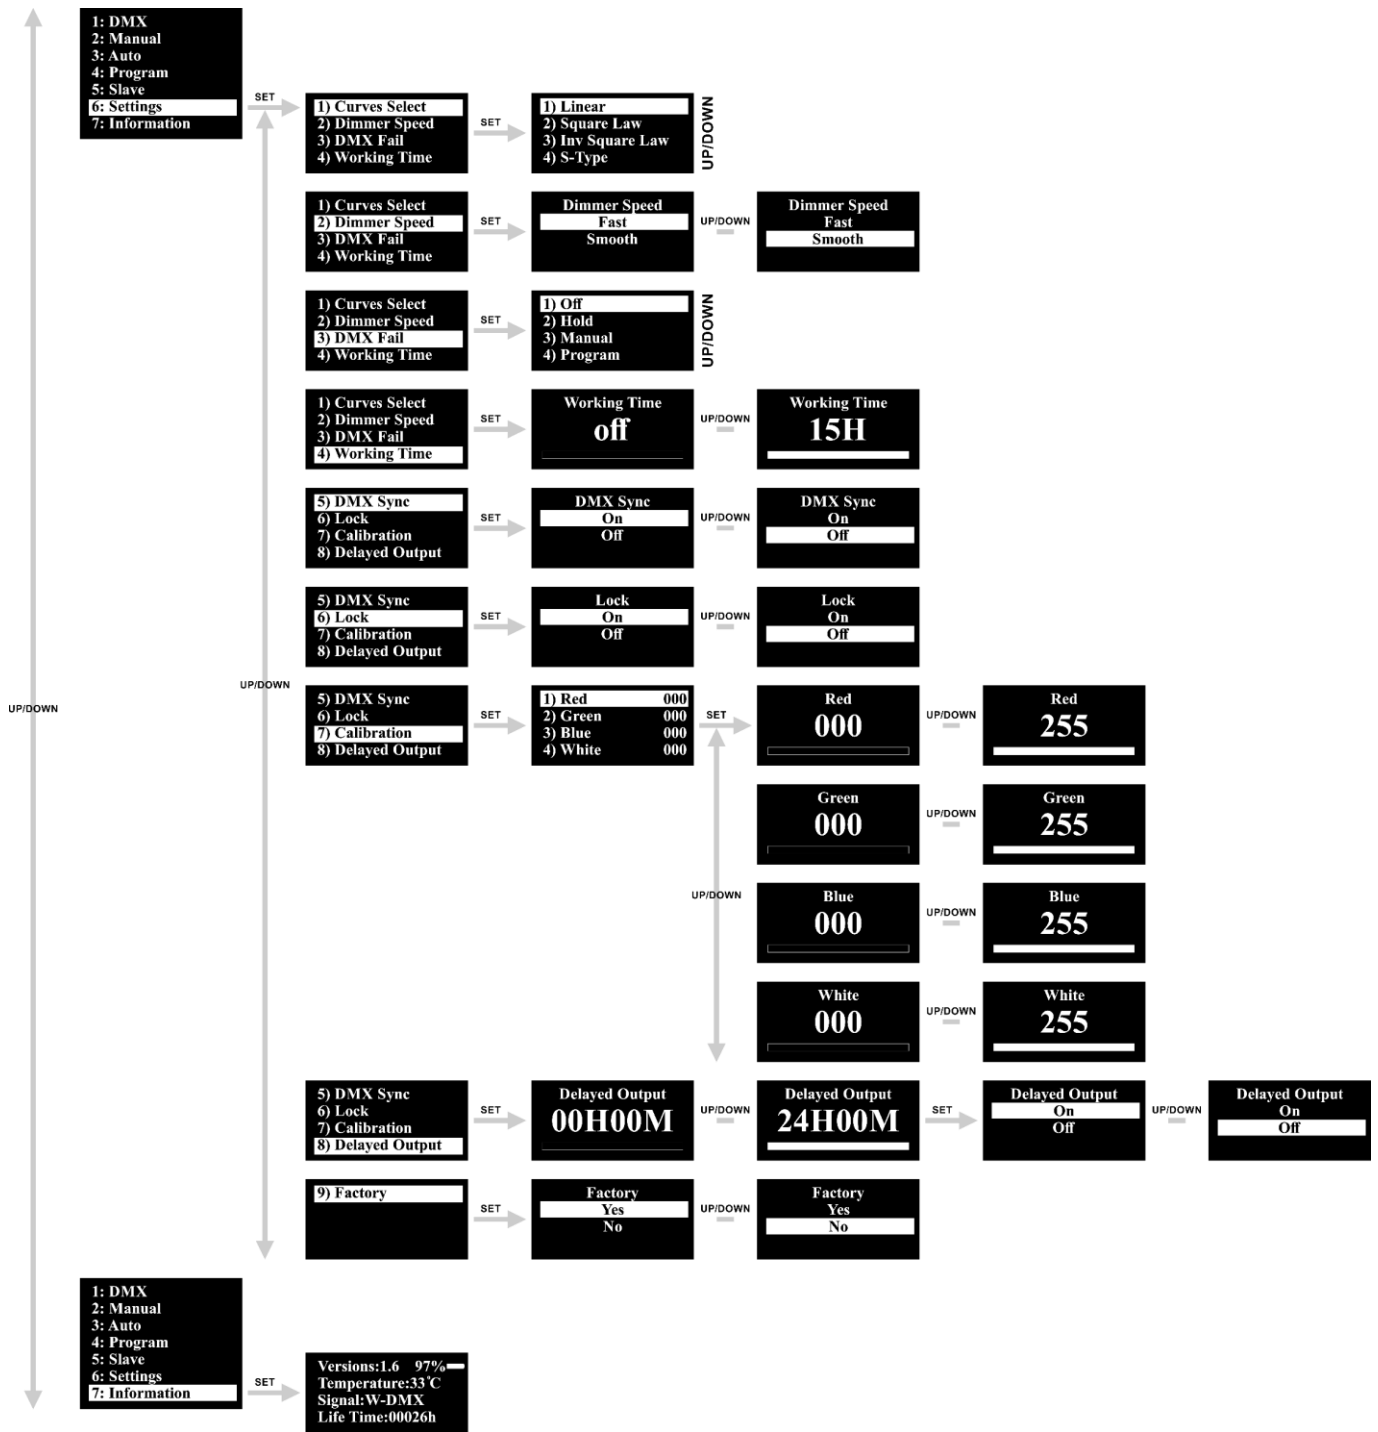 1: DMX
2: Manual
3: Auto
4: Program
5: Slave
6: Settings
7: Information
SET
1) Curves Select
2) Dimmer Speed
3) DMX Fail
4) Working Time
SET
1) Linear
2) Square Law
3) Inv Square Law
4) S-Type
UP/DOWN
1) Curves Select
2) Dimmer Speed
3) DMX Fail
4) Working Time
SET
Dimmer Speed
Fast
Smooth
UP/DOWN
Dimmer Speed
Fast
Smooth
1) Curves Select
2) Dimmer Speed
3) DMX Fail
4) Working Time
SET
1) Off
2) Hold
3) Manual
4) Program
UP/DOWN
1) Curves Select
2) Dimmer Speed
3) DMX Fail
4) Working Time
SET
Working Time
off
UP/DOWN
Working Time
15H
5) DMX Sync
6) Lock
7) Calibration
8) Delayed Output
SET
DMX Sync
On
Off
UP/DOWN
DMX Sync
On
Off
5) DMX Sync
6) Lock
7) Calibration
8) Delayed Output
SET
Lock
On
Off
UP/DOWN
Lock
On
Off
UP/DOWN
UP/DOWN
5) DMX Sync
6) Lock
7) Calibration
8) Delayed Output
SET
1) Red 000
2) Green 000
3) Blue 000
4) White 000
SET
Red
000
UP/DOWN
Red
255
Green
000
UP/DOWN
Green
255
UP/DOWN
Blue
000
UP/DOWN
Blue
255
White
000
UP/DOWN
White
255
5) DMX Sync
6) Lock
7) Calibration
8) Delayed Output
SET
Delayed Output
00H00M
UP/DOWN
Delayed Output
24H00M
SET
Delayed Output
On
Off
UP/DOWN
Delayed Output
On
Off
9) Factory
SET
Factory
Yes
No
UP/DOWN
Factory
Yes
No
1: DMX
2: Manual
3: Auto
4: Program
5: Slave
6: Settings
7: Information
SET
Versions:1.6 97%
Temperature:33°C
Signal:W-DMX
Life Time:00026h